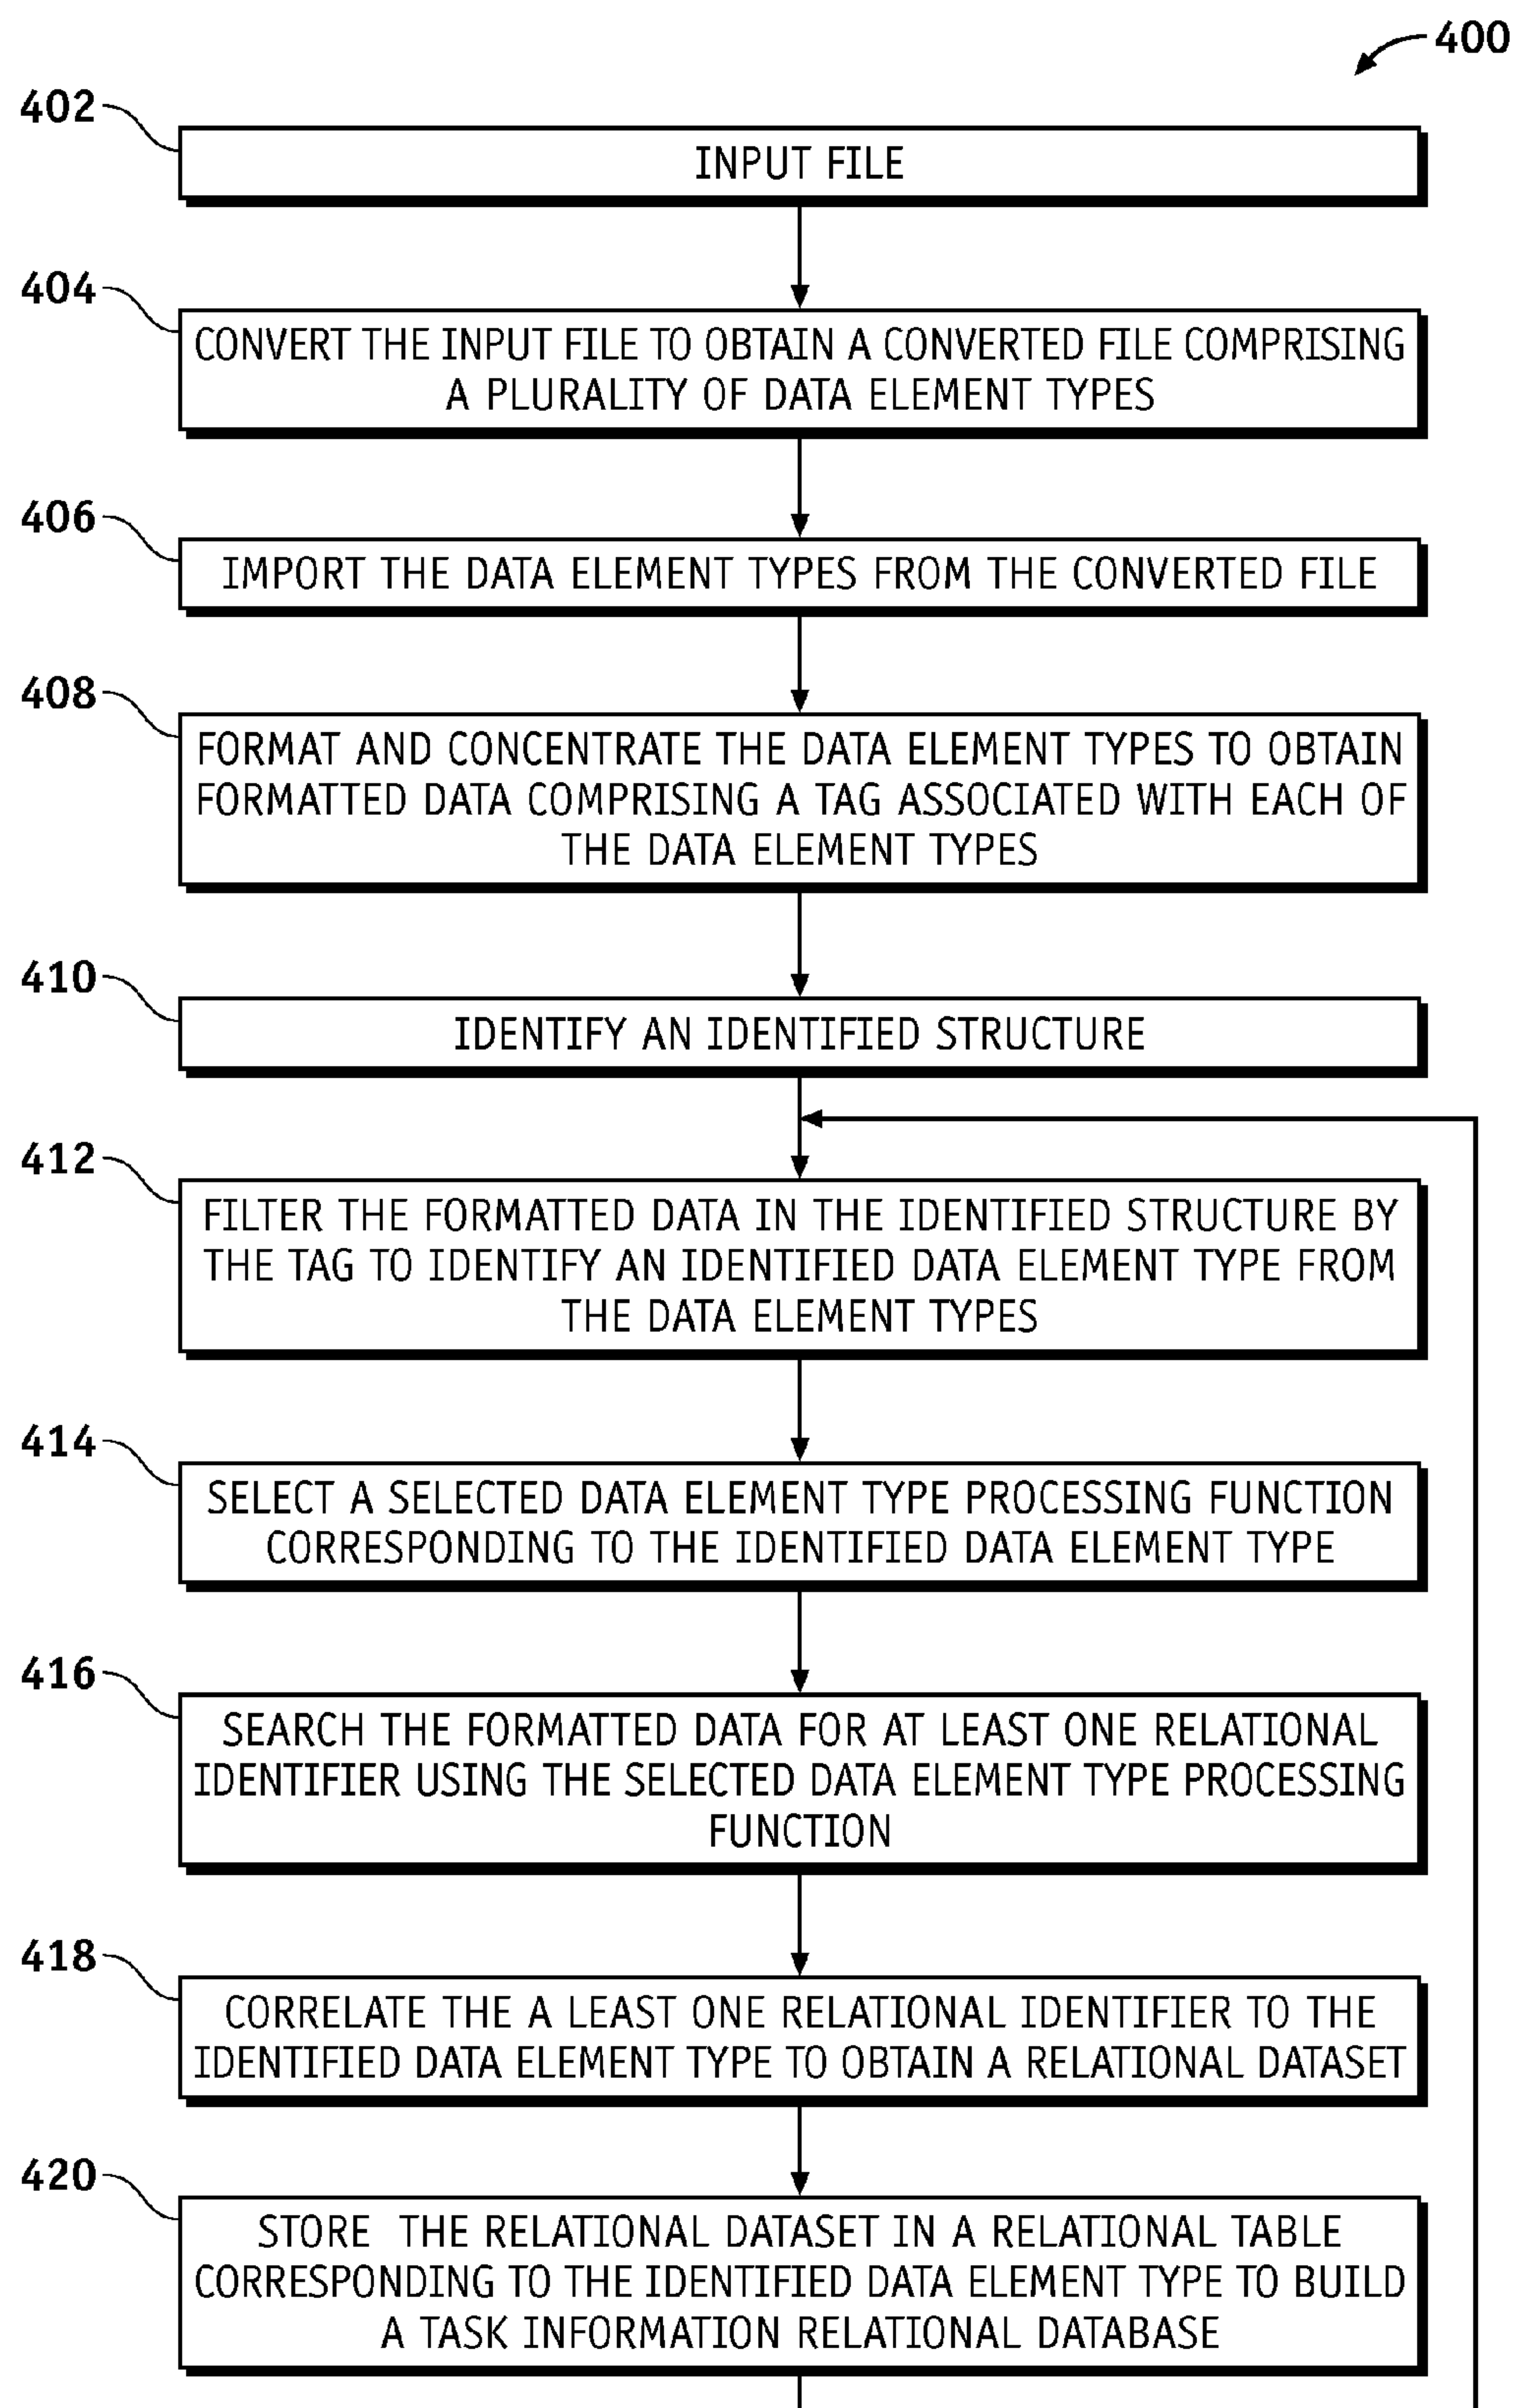 400
402
INPUT FILE
404
CONVERT THE INPUT FILE TO OBTAIN A CONVERTED FILE COMPRISING
A PLURALITY OF DATA ELEMENT TYPES
406
IMPORT THE DATA ELEMENT TYPES FROM THE CONVERTED FILE
408
FORMAT AND CONCENTRATE THE DATA ELEMENT TYPES TO OBTAIN
FORMATTED DATA COMPRISING A TAG ASSOCIATED WITH EACH OF
THE DATA ELEMENT TYPES
410
IDENTIFY AN IDENTIFIED STRUCTURE
412
FILTER THE FORMATTED DATA IN THE IDENTIFIED STRUCTURE BY
THE TAG TO IDENTIFY AN IDENTIFIED DATA ELEMENT TYPE FROM
THE DATA ELEMENT TYPES
414
SELECT A SELECTED DATA ELEMENT TYPE PROCESSING FUNCTION
CORRESPONDING TO THE IDENTIFIED DATA ELEMENT TYPE
416
SEARCH THE FORMATTED DATA FOR AT LEAST ONE RELATIONAL
IDENTIFIER USING THE SELECTED DATA ELEMENT TYPE PROCESSING
FUNCTION
418
CORRELATE THE A LEAST ONE RELATIONAL IDENTIFIER TO THE
IDENTIFIED DATA ELEMENT TYPE TO OBTAIN A RELATIONAL DATASET
420
STORE THE RELATIONAL DATASET IN A RELATIONAL TABLE
CORRESPONDING TO THE IDENTIFIED DATA ELEMENT TYPE TO BUILD
A TASK INFORMATION RELATIONAL DATABASE